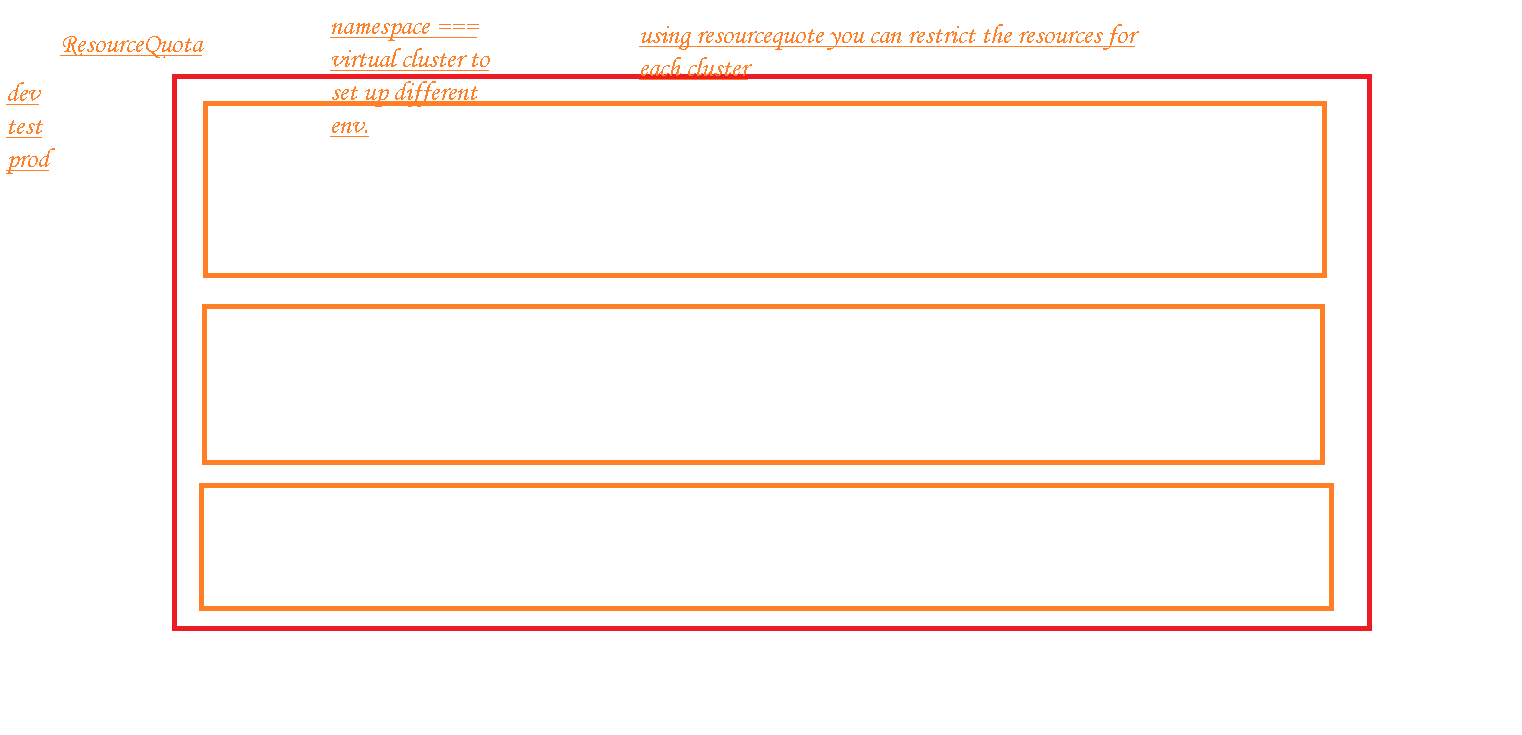 ResourceQuota
dev
test
prod
namespace ===
virtual cluster to
set up different
env.
using resourcequote you can restrict the resources for
each cluster